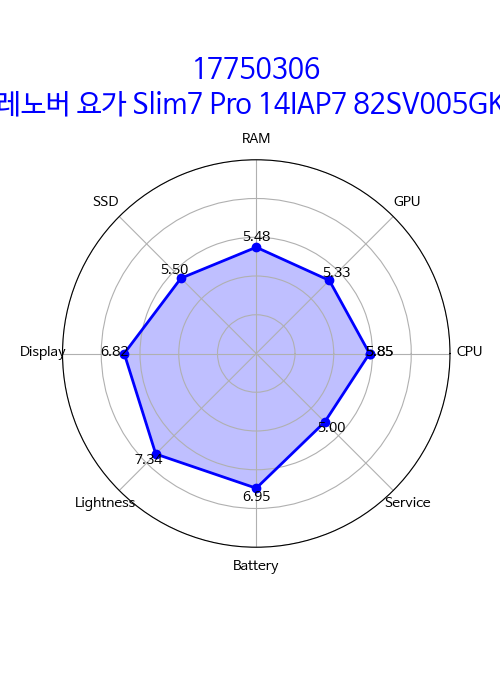 17750306
레노버 요가 Slim7 Pro 14IAP7 82SV005GK
RAM
SSD
GPU
5.48
5.50
5.33
Display
6.82
5.85
CPU
5.00
7.34
6.95
Lightness
Service
Battery